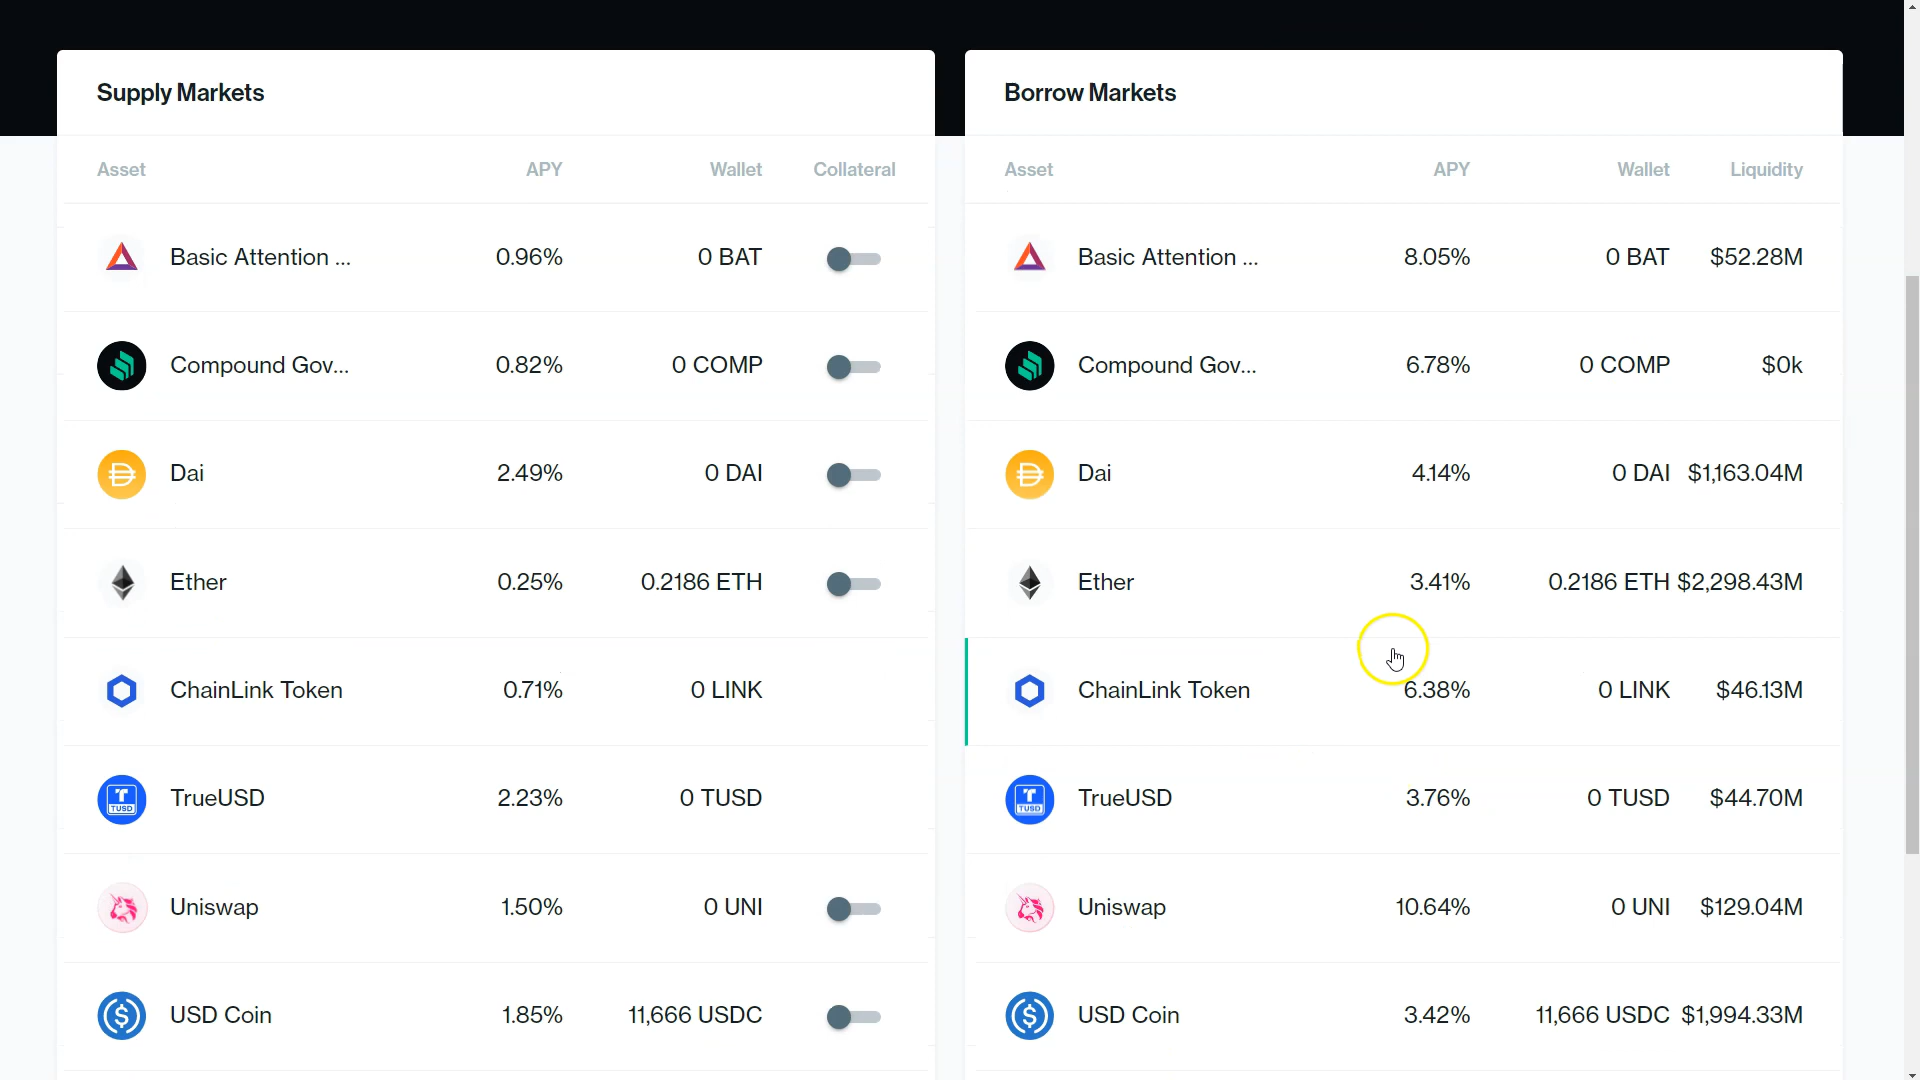 Supply Markets
Asset APY Wallet Collateral
Basic Attention ... 0.96% 0 BAT
Compound Gov... 0.82% 0 COMP
Dai 2.49% 0 DAI
Ether 0.25% 0.2186 ETH
ChainLink Token 0.71% 0 LINK
TUSD TrueUSD 2.23% 0 TUSD
Uniswap 1.50% 0 UNI
USD Coin 1.85% 11,666 USDC
Borrow Markets
Asset APY Wallet Liquidity
Basic Attention ... 8.05% 0 BAT $52.28M
Compound Gov... 6.78% 0 COMP $0k
Dai 4.14% 0 DAI $1,163.04M
Ether 3.41% 0.2186 ETH $2,298.43M
ChainLink Token 6.38% 0 LINK $46.13M
TUSD TrueUSD 3.76% 0 TUSD $44.70M
Uniswap 10.64% 0 UNI $129.04M
USD Coin 3.42% 11,666 USDC $1,994.33M